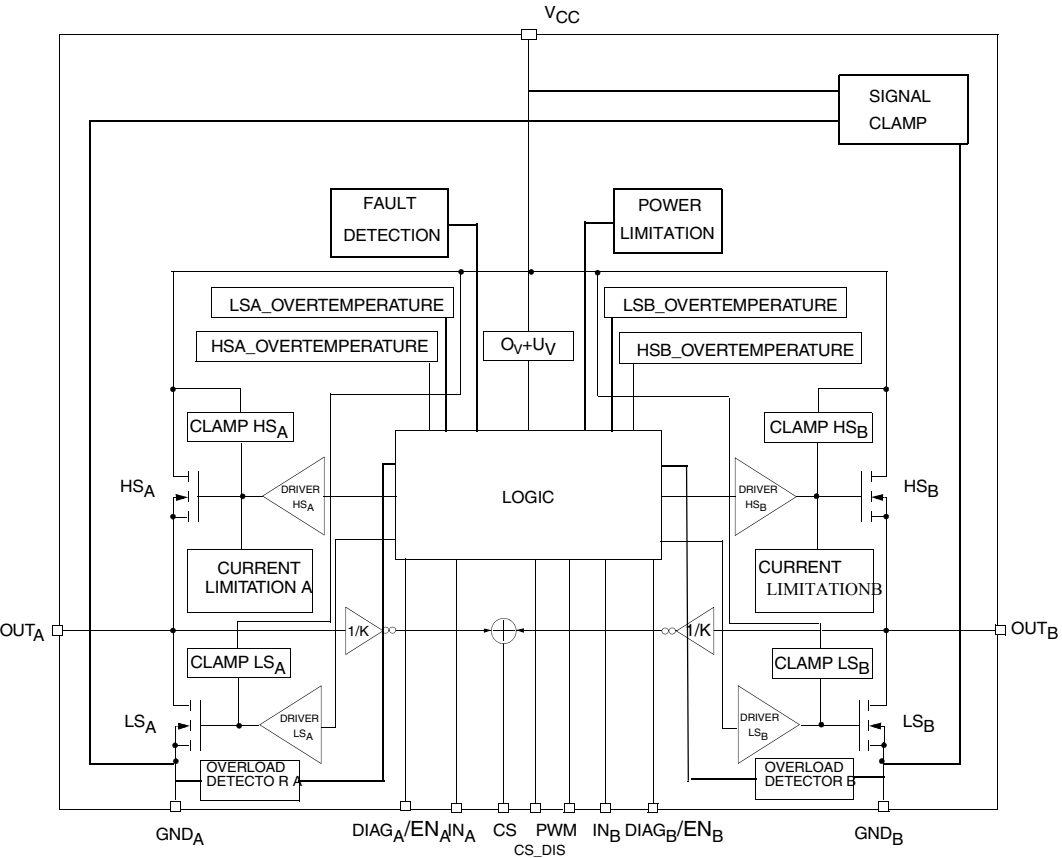 VCC
SIGNAL
CLAMP
FAULT
DETECTION
POWER
LIMITATION
LSA_OVERTEMPERATURE
LSB_OVERTEMPERATURE
HSA_OVERTEMPERATURE
OV+UV
HSB_OVERTEMPERATURE
CLAMP HSA
CLAMP HSB
HSA
DRIVER
HSA
LOGIC
DRIVER
HSB
HSB
CURRENT
LIMITATION A
CURRENT
LIMITATIONB
OUTA
1/K
1/K
OUTB
CLAMP LSA
CLAMP LSB
LSA
DRIVER
LSA
DRIVER
LSB
LSB
OVERLOAD
DETECTO R A
OVERLOAD
DETECTOR B
GNDA
DIAGA/ENA
INA
CS
PWM
INB
DIAGB/ENB
GNDB
CS_DIS